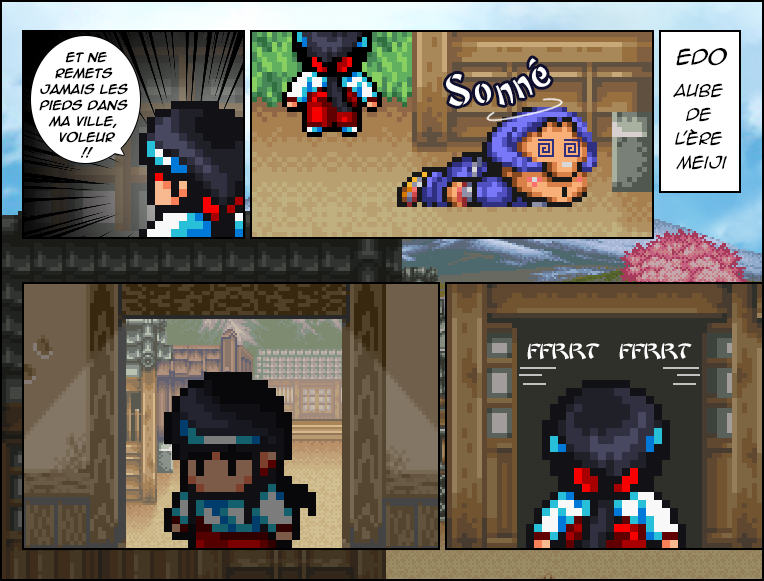 ET NE
REMETS
JAMAIS LES
PIEDS DANS
MA VILLE,
VOLEUR
!!
Sonné
EDO
AUBE
DE
L'ÈRE
MEIJI
FFRRT FFRRT